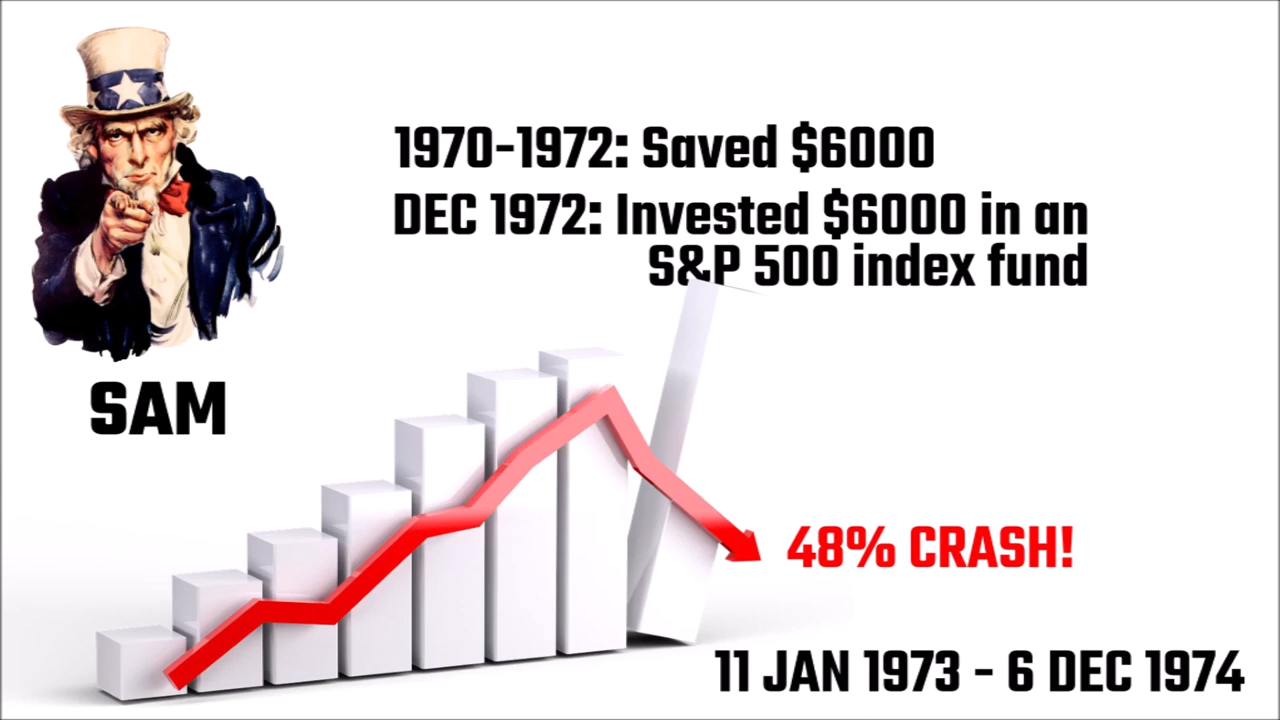 1970-1972: Saved $6000
DEC 1972: Invested $6000 in an
S&P 500 index fund
SAM
48% CRASH!
11 JAN 1973 - 6 DEC 1974